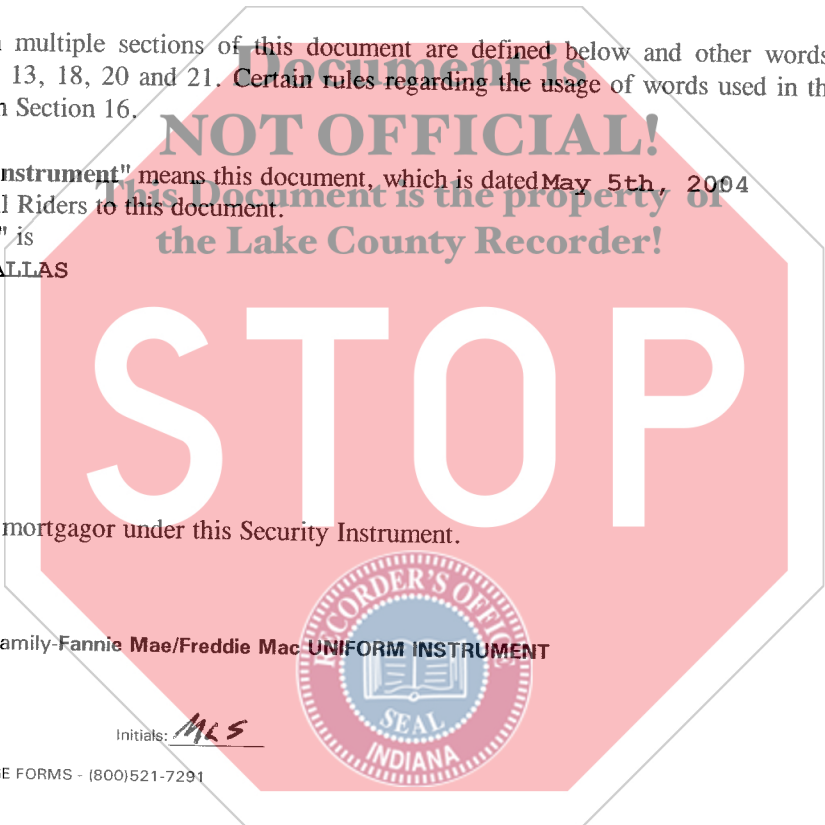 multiple sections of this document are defined below and other words
13, 18, 20 and 21. Certain rules regarding the usage of words used in th
n Section 16.
Document is
NOT OFFICIAL!
This Document is the property of
the Lake County Recorder!
nstrument" means this document, which is dated May 5th, 2004
l Riders to this document.
" is
ALLAS
STOP
mortgagor under this Security Instrument.
RECORDER'S OFFICE
SEAL
INDIANA
amily-Fannie Mae/Freddie Mac UNIFORM INSTRUMENT
Initials: MLS
E FORMS - (800)521-7291